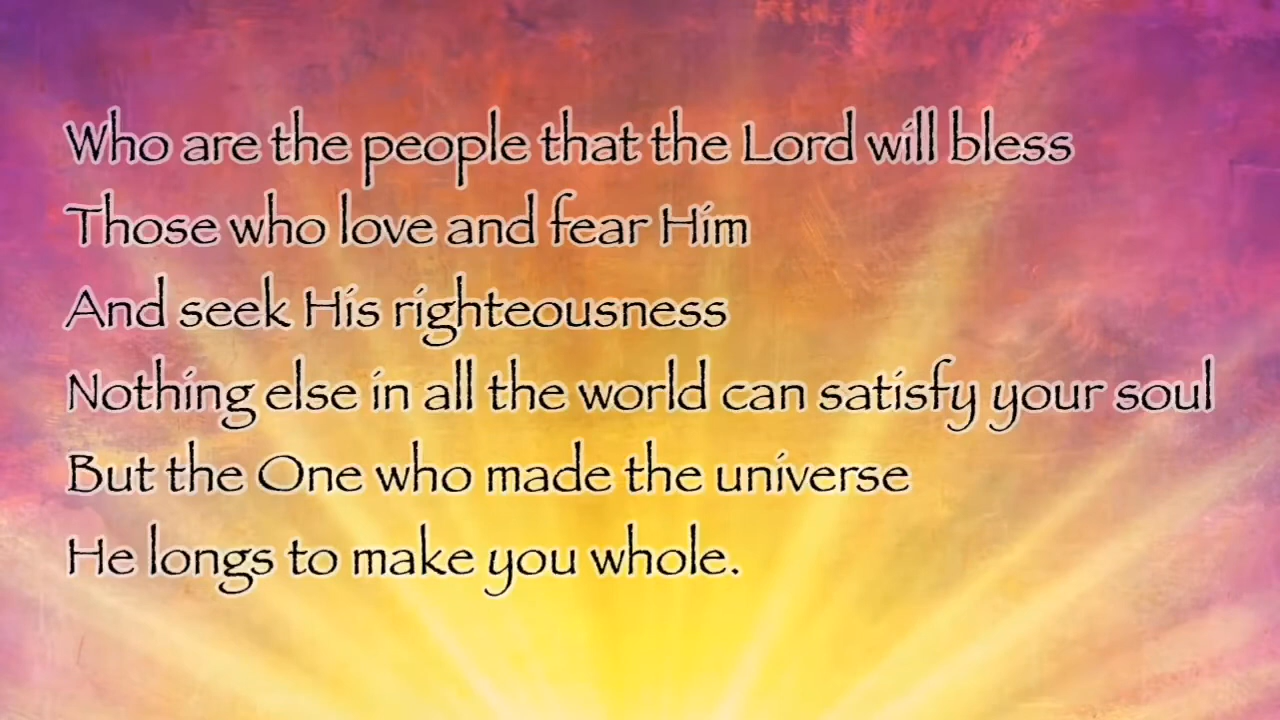 Who are the people that the Lord will bless
Those who love and fear Him
And seek His righteousness
Nothing else in all the world can satisfy your soul
But the One who made the universe
He longs to make you whole.